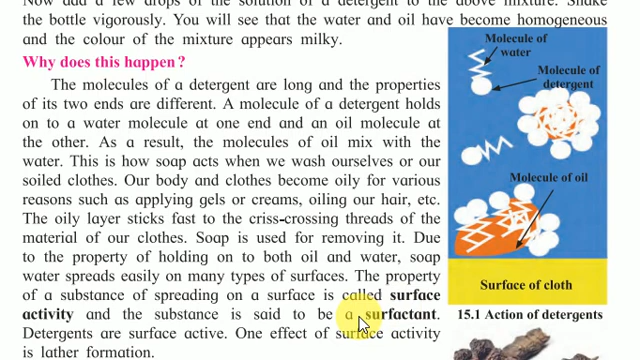 Now add a few drops of the solution of a detergent to the above mixture. Shake
the bottle vigorously. You will see that the water and oil have become homogeneous
and the colour of the mixture appears milky.
Why does this happen?
The molecules of a detergent are long and the properties
of its two ends are different. A molecule of a detergent holds
on to a water molecule at one end and an oil molecule at
the other. As a result, the molecules of oil mix with the
water. This is how soap acts when we wash ourselves or our
soiled clothes. Our body and clothes become oily for various
reasons such as applying gels or creams, oiling our hair, etc.
The oily layer sticks fast to the criss-crossing threads of the
material of our clothes. Soap is used for removing it. Due
to the property of holding on to both oil and water, soap
water spreads easily on many types of surfaces. The property
of a substance of spreading on a surface is called surface
activity and the substance is said to be a surfactant.
Detergents are surface active. One effect of surface activity
is lather formation.
Molecule of
water
Molecule of
detergent
Molecule of oil
Surface of cloth
15.1 Action of detergents